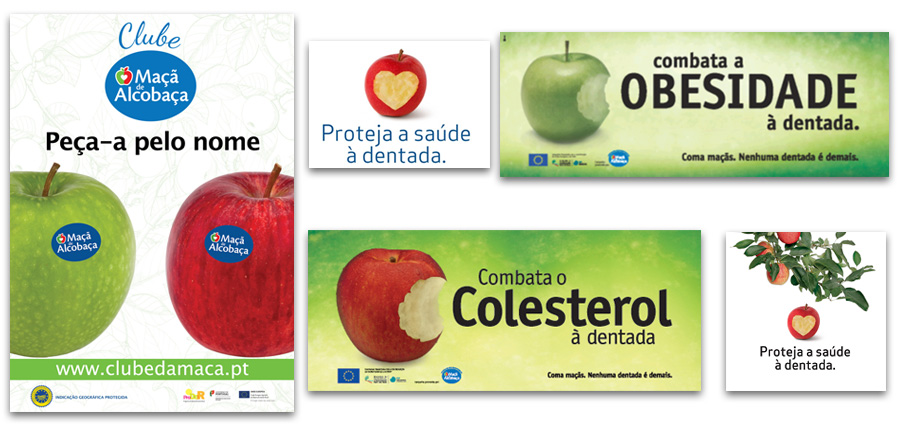 Clube
Maçã
de
Alcobaça
Peça-a pelo nome
Maçã
de
Alcobaça
Maçã
de
Alcobaça
www.clubedamaca.pt
INDICAÇÃO GEOGRÁFICA PROTEGIDA
Proteja a saúde
à dentada.
combata a
OBESIDADE
à dentada.
Coma maçãs. Nenhuma dentada é demais.
Combata o
Colesterol
à dentada
Coma maçãs. Nenhuma dentada é demais.
Proteja a saúde
à dentada.